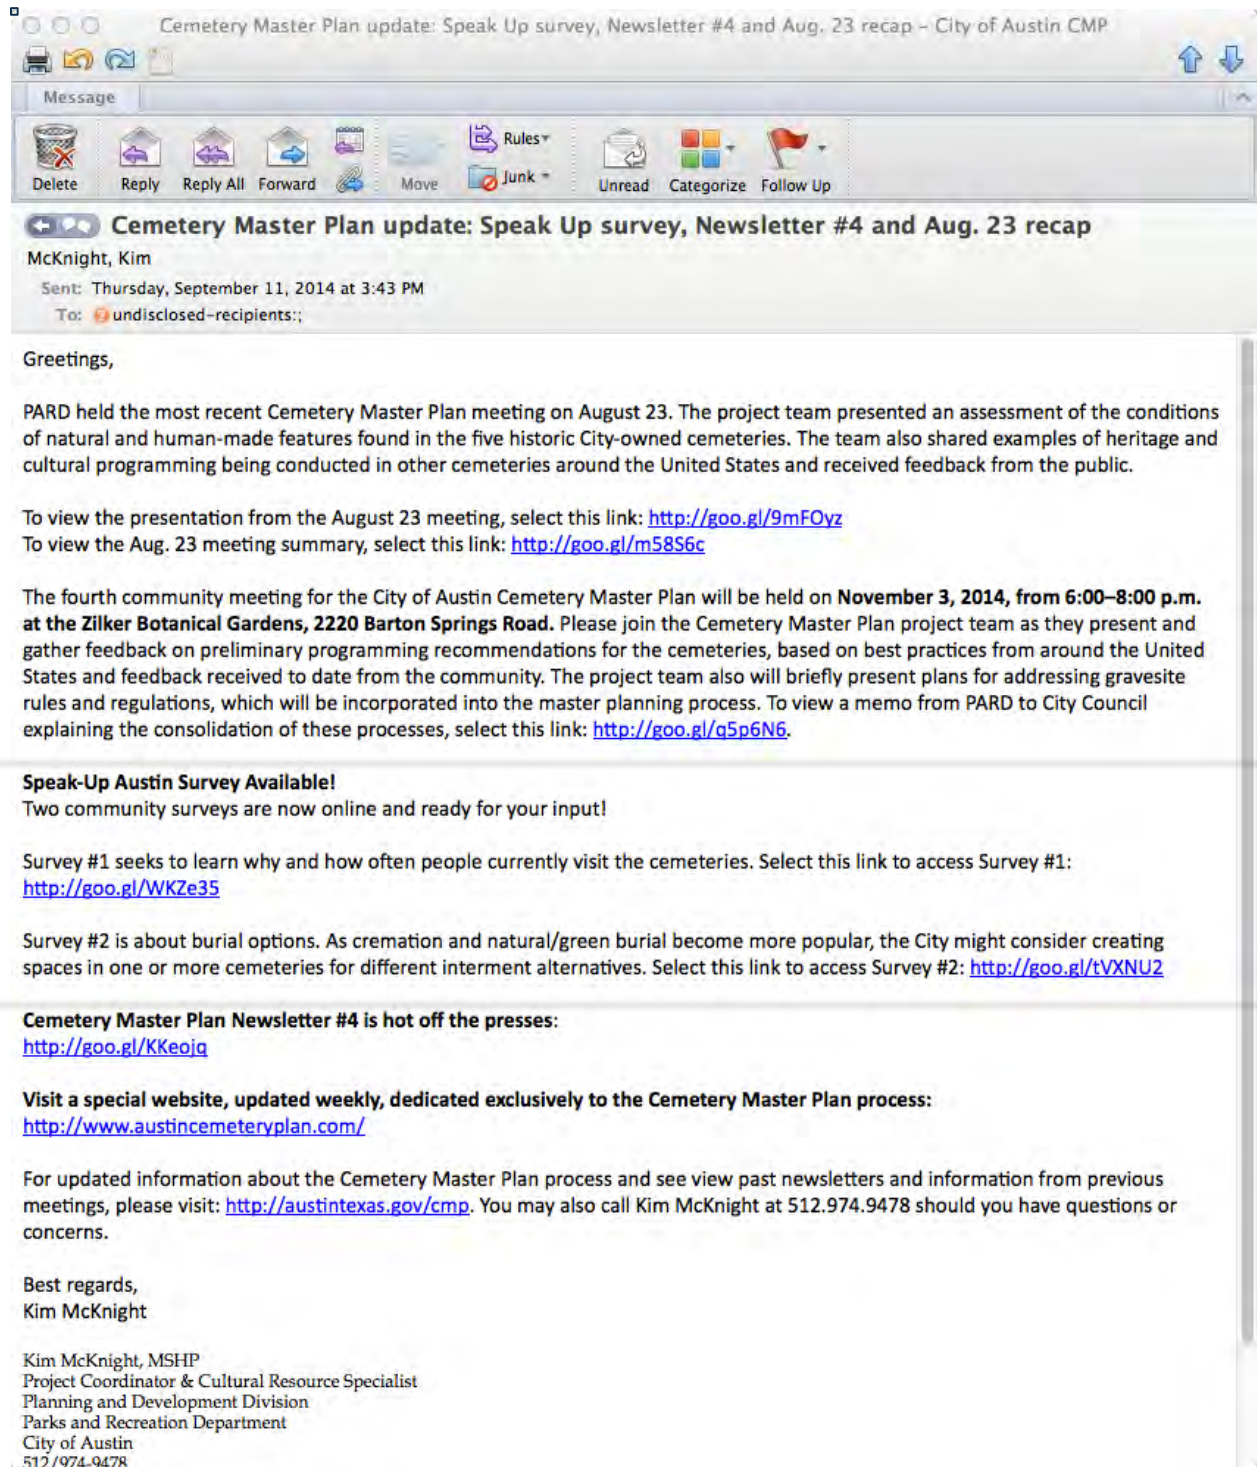 Cemetery Master Plan update: Speak Up survey, Newsletter #4 and Aug. 23 recap – City of Austin CMP
Message
Delete
Reply
Reply All
Forward
Move
Rules
Junk
Unread
Categorize
Follow Up
Cemetery Master Plan update: Speak Up survey, Newsletter #4 and Aug. 23 recap
McKnight, Kim
Sent: Thursday, September 11, 2014 at 3:43 PM
To: undisclosed-recipients:;
Greetings,
PARD held the most recent Cemetery Master Plan meeting on August 23. The project team presented an assessment of the conditions
of natural and human-made features found in the five historic City-owned cemeteries. The team also shared examples of heritage and
cultural programming being conducted in other cemeteries around the United States and received feedback from the public.
To view the presentation from the August 23 meeting, select this link: http://goo.gl/9mFOyz
To view the Aug. 23 meeting summary, select this link: http://goo.gl/m58S6c
The fourth community meeting for the City of Austin Cemetery Master Plan will be held on November 3, 2014, from 6:00–8:00 p.m.
at the Zilker Botanical Gardens, 2220 Barton Springs Road. Please join the Cemetery Master Plan project team as they present and
gather feedback on preliminary programming recommendations for the cemeteries, based on best practices from around the United
States and feedback received to date from the community. The project team also will briefly present plans for addressing gravesite
rules and regulations, which will be incorporated into the master planning process. To view a memo from PARD to City Council
explaining the consolidation of these processes, select this link: http://goo.gl/q5p6N6.
Speak-Up Austin Survey Available!
Two community surveys are now online and ready for your input!
Survey #1 seeks to learn why and how often people currently visit the cemeteries. Select this link to access Survey #1:
http://goo.gl/WKZe35
Survey #2 is about burial options. As cremation and natural/green burial become more popular, the City might consider creating
spaces in one or more cemeteries for different interment alternatives. Select this link to access Survey #2: http://goo.gl/tVXNU2
Cemetery Master Plan Newsletter #4 is hot off the presses:
http://goo.gl/KKeojq
Visit a special website, updated weekly, dedicated exclusively to the Cemetery Master Plan process:
http://www.austincemeteryplan.com/
For updated information about the Cemetery Master Plan process and see view past newsletters and information from previous
meetings, please visit: http://austintexas.gov/cmp. You may also call Kim McKnight at 512.974.9478 should you have questions or
concerns.
Best regards,
Kim McKnight
Kim McKnight, MSHP
Project Coordinator & Cultural Resource Specialist
Planning and Development Division
Parks and Recreation Department
City of Austin
512/974-9478